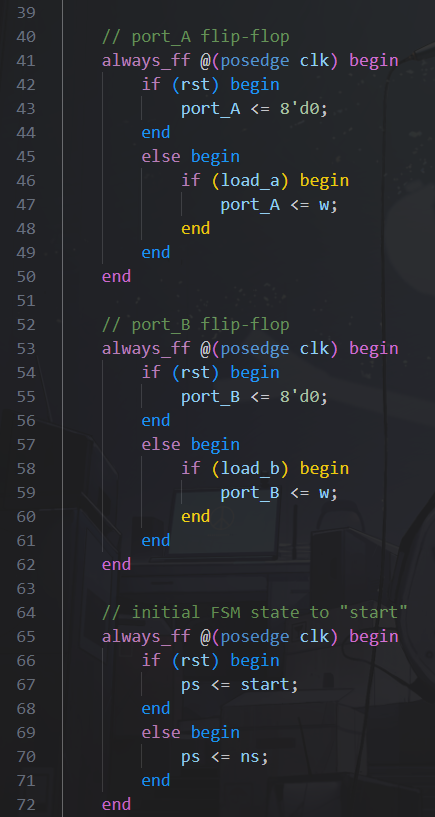 39
40 // port_A flip-flop
41 always_ff @(posedge clk) begin
42 if (rst) begin
43 port_A <= 8'd0;
44 end
45 else begin
46 if (load_a) begin
47 port_A <= w;
48 end
49 end
50 end
51
52 // port_B flip-flop
53 always_ff @(posedge clk) begin
54 if (rst) begin
55 port_B <= 8'd0;
56 end
57 else begin
58 if (load_b) begin
59 port_B <= w;
60 end
61 end
62 end
63
64 // initial FSM state to "start"
65 always_ff @(posedge clk) begin
66 if (rst) begin
67 ps <= start;
68 end
69 else begin
70 ps <= ns;
71 end
72 end